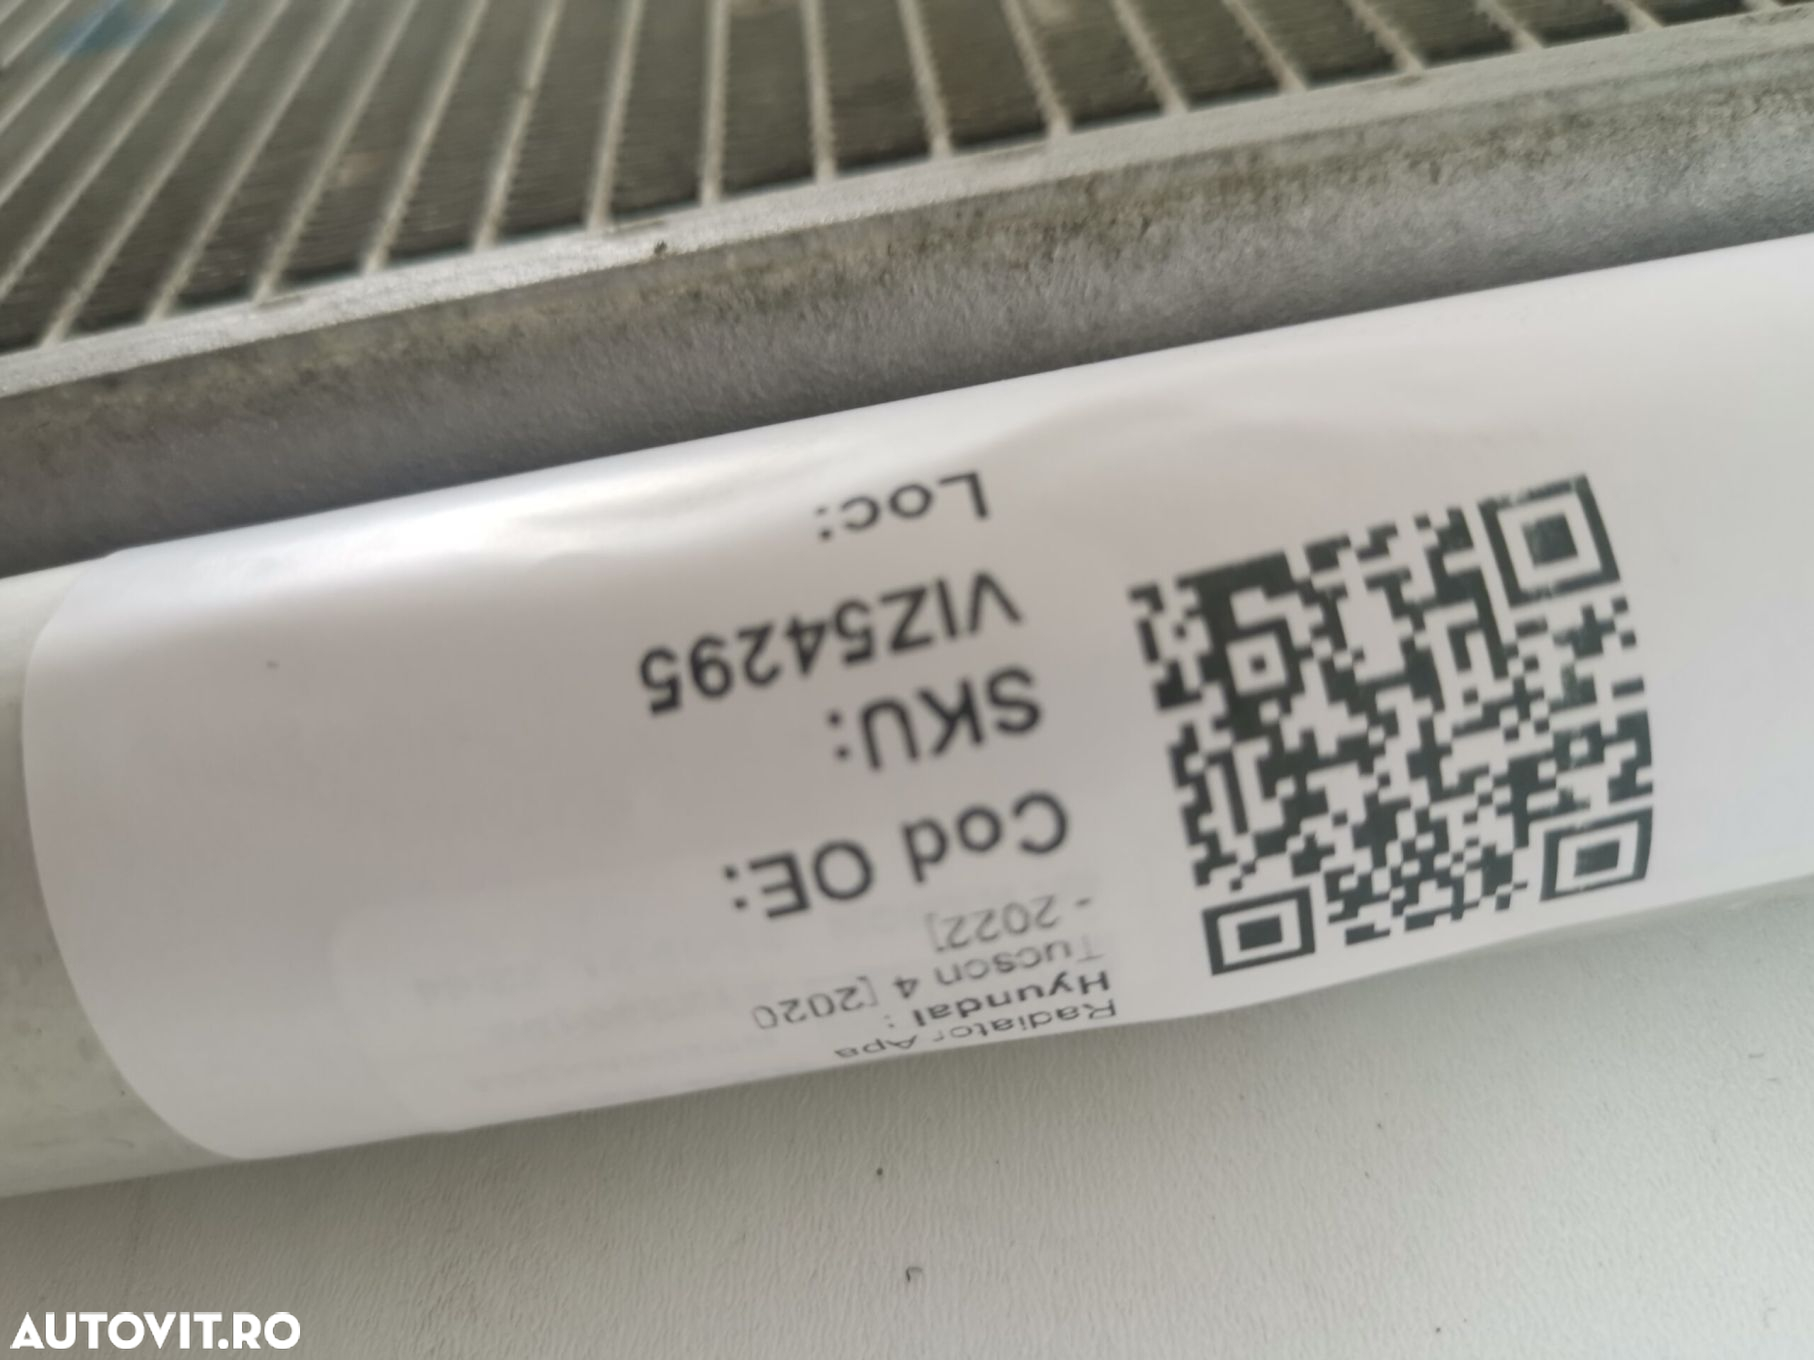 Radiator Apa
Hyundai :
Tucson 4 [2020
- 2022]
Cod OE:
SKU:
VIZ54295
Loc:
AUTOVIT.RO